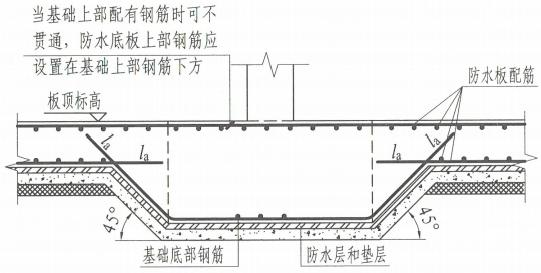 当基础上部配有钢筋时可不
贯通，防水底板上部钢筋应
设置在基础上部钢筋下方
防水板配筋
板顶标高
la
la
la
la
45°
45°
基础底部钢筋
防水层和垫层